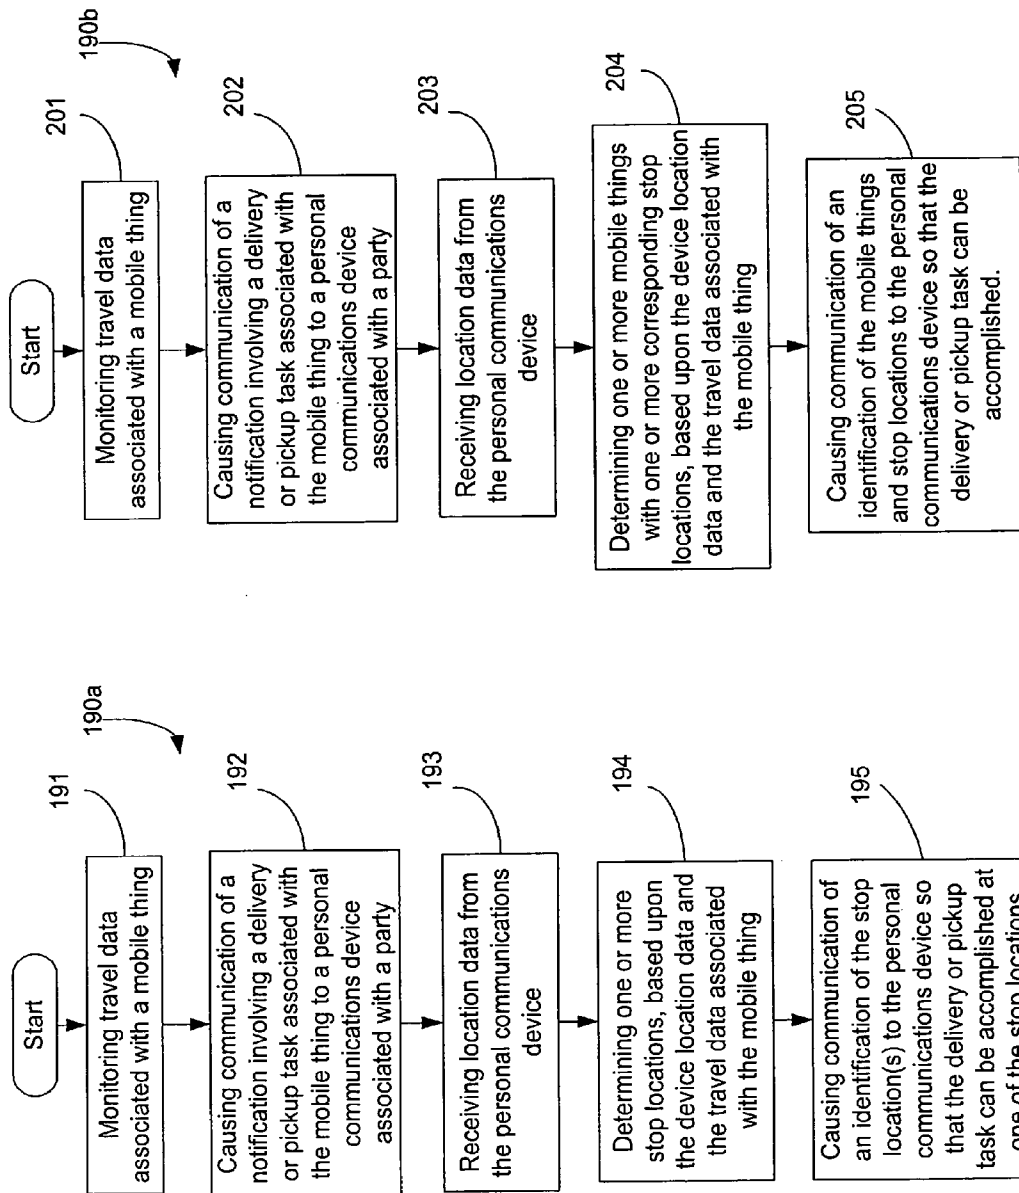 Start
191
190a
Monitoring travel data
associated with a mobile thing
192
Causing communication of a
notification involving a delivery
or pickup task associated with
the mobile thing to a personal
communications device
associated with a party
193
Receiving location data from
the personal communications
device
194
Determining one or more
stop locations, based upon
the device location data and
the travel data associated
with the mobile thing
195
Causing communication of
an identification of the stop
location(s) to the personal
communications device so
that the delivery or pickup
task can be accomplished at
one of the stop locations
Start
201
190b
Monitoring travel data
associated with a mobile thing
202
Causing communication of a
notification involving a delivery
or pickup task associated with
the mobile thing to a personal
communications device
associated with a party
203
Receiving location data from
the personal communications
device
204
Determining one or more mobile things
with one or more corresponding stop
locations, based upon the device location
data and the travel data associated with
the mobile thing
205
Causing communication of an
identification of the mobile things
and stop locations to the personal
communications device so that the
delivery or pickup task can be
accomplished.